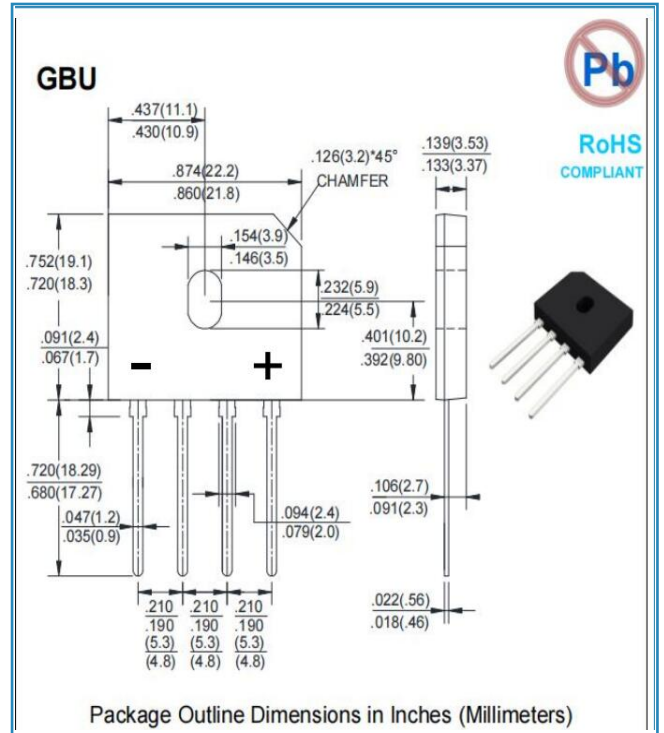 GBU
Pb
RoHS
COMPLIANT
.437(11.1)
.430(10.9)
.874(22.2)
.860(21.8)
.126(3.2)*45°
CHAMFER
.139(3.53)
.133(3.37)
.154(3.9)
.146(3.5)
.752(19.1)
.720(18.3)
.232(5.9)
.224(5.5)
.091(2.4)
.067(1.7)
.401(10.2)
.392(9.80)
- +
.720(18.29)
.680(17.27)
.106(2.7)
.091(2.3)
.047(1.2)
.035(0.9)
.094(2.4)
.079(2.0)
.210 .210 .210
.190 .190 .190
(5.3) (5.3) (5.3)
(4.8) (4.8) (4.8)
.022(.56)
.018(.46)
Package Outline Dimensions in Inches (Millimeters)